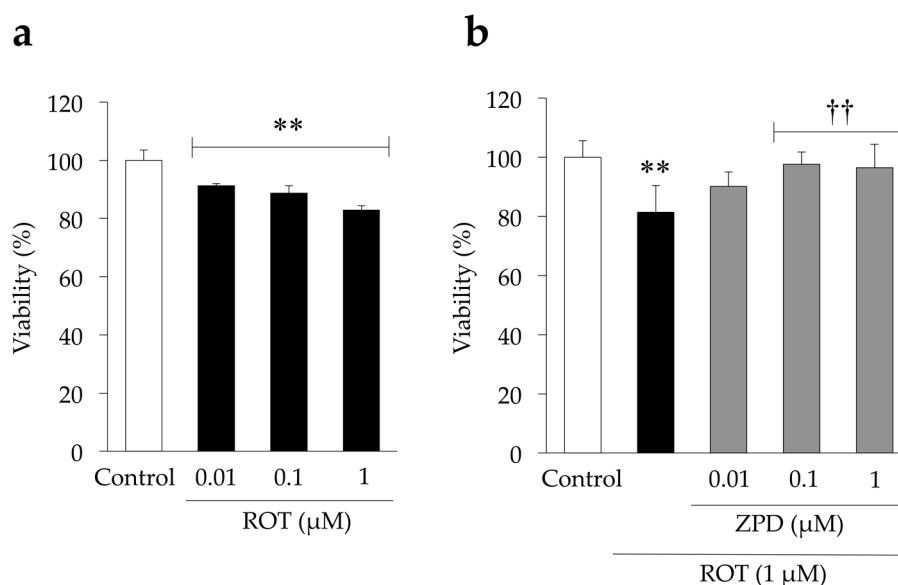 a
120
100
80
60
40
20
0
Viability (%)
**
Control 0.01 0.1 1
ROT (μM)
b
120
100
80
60
40
20
0
Viability (%)
**
††
Control 0.01 0.1 1
ZPD (μM)
ROT (1 μM)